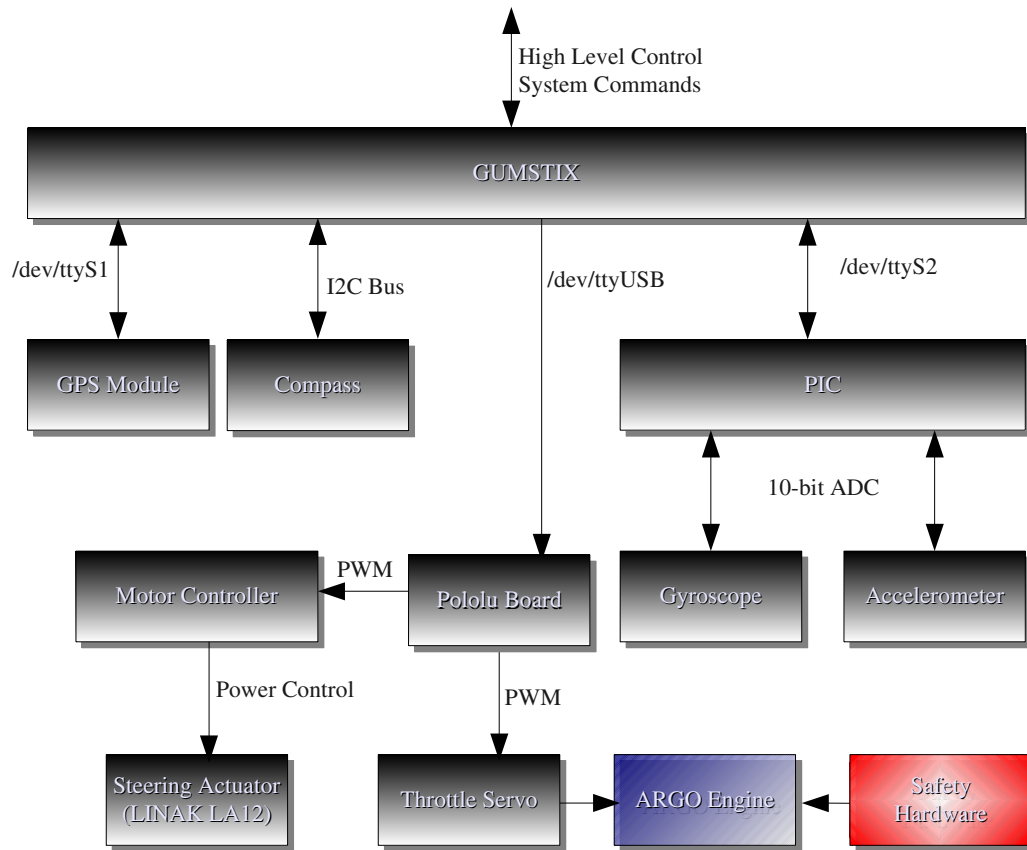 High Level Control
System Commands
GUMSTIX
/dev/ttyS1
I2C Bus
/dev/ttyUSB
/dev/ttyS2
GPS Module
Compass
PIC
10-bit ADC
Motor Controller
PWM
Pololu Board
Gyroscope
Accelerometer
Power Control
PWM
Steering Actuator
(LINAK LA12)
Throttle Servo
ARGO Engine
Safety
Hardware